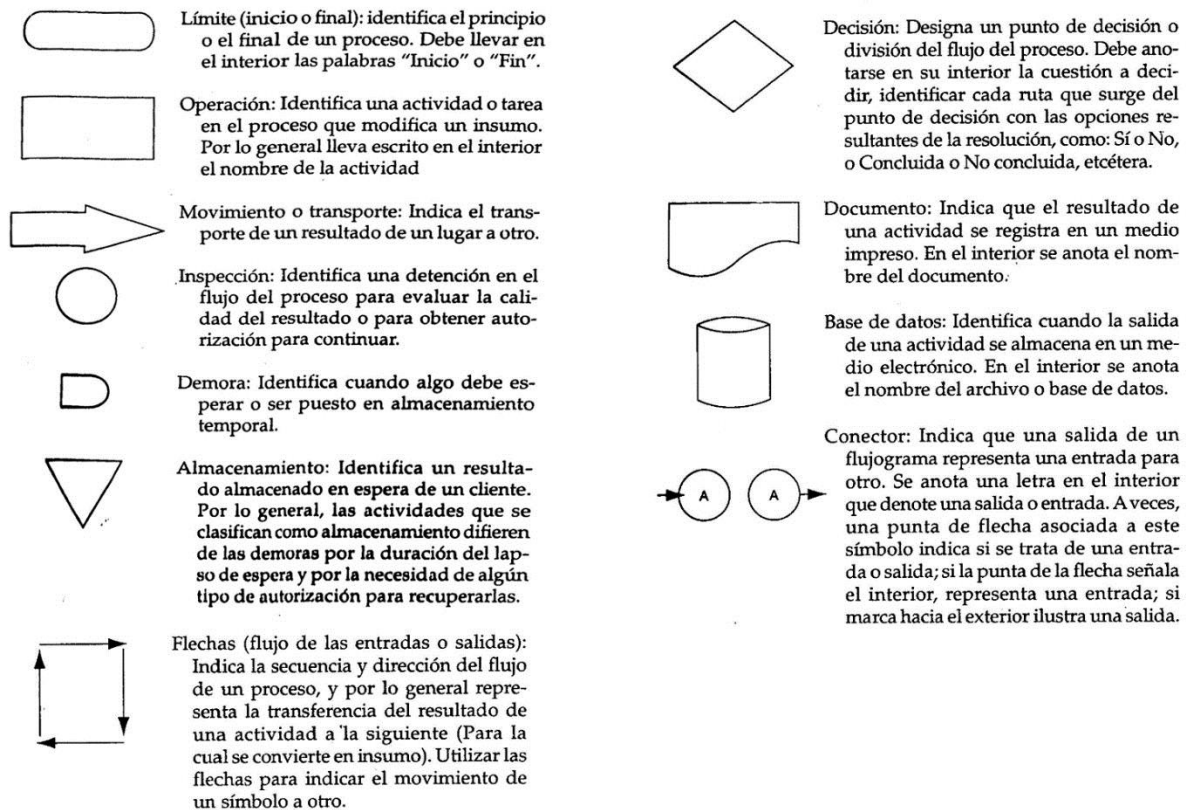 Límite (inicio o final): identifica el principio
o el final de un proceso. Debe llevar en
el interior las palabras "Inicio" o "Fin".
Operación: Identifica una actividad o tarea
en el proceso que modifica un insumo.
Por lo general lleva escrito en el interior
el nombre de la actividad
Movimiento o transporte: Indica el trans-
porte de un resultado de un lugar a otro.
Inspección: Identifica una detención en el
flujo del proceso para evaluar la cali-
dad del resultado o para obtener auto-
rización para continuar.
Demora: Identifica cuando algo debe es-
perar o ser puesto en almacenamiento
temporal.
Almacenamiento: Identifica un resulta-
do almacenado en espera de un cliente.
Por lo general, las actividades que se
clasifican como almacenamiento difieren
de las demoras por la duración del lap-
so de espera y por la necesidad de algún
tipo de autorización para recuperarlas.
Flechas (flujo de las entradas o salidas):
Indica la secuencia y dirección del flujo
de un proceso, y por lo general repre-
senta la transferencia del resultado de
una actividad a la siguiente (Para la
cual se convierte en insumo). Utilizar las
flechas para indicar el movimiento de
un símbolo a otro.
Decisión: Designa un punto de decisión o
división del flujo del proceso. Debe ano-
tarse en su interior la cuestión a deci-
dir, identificar cada ruta que surge del
punto de decisión con las opciones re-
sultantes de la resolución, como: Sí o No,
o Concluida o No concluida, etcétera.
Documento: Indica que el resultado de
una actividad se registra en un medio
impreso. En el interior se anota el nom-
bre del documento.
Base de datos: Identifica cuando la salida
de una actividad se almacena en un me-
dio electrónico. En el interior se anota
el nombre del archivo o base de datos.
Conector: Indica que una salida de un
flujograma representa una entrada para
otro. Se anota una letra en el interior
que denote una salida o entrada. A veces,
una punta de flecha asociada a este
símbolo indica si se trata de una entra-
da o salida; si la punta de la flecha señala
el interior, representa una entrada; si
marca hacia el exterior ilustra una salida.
A A